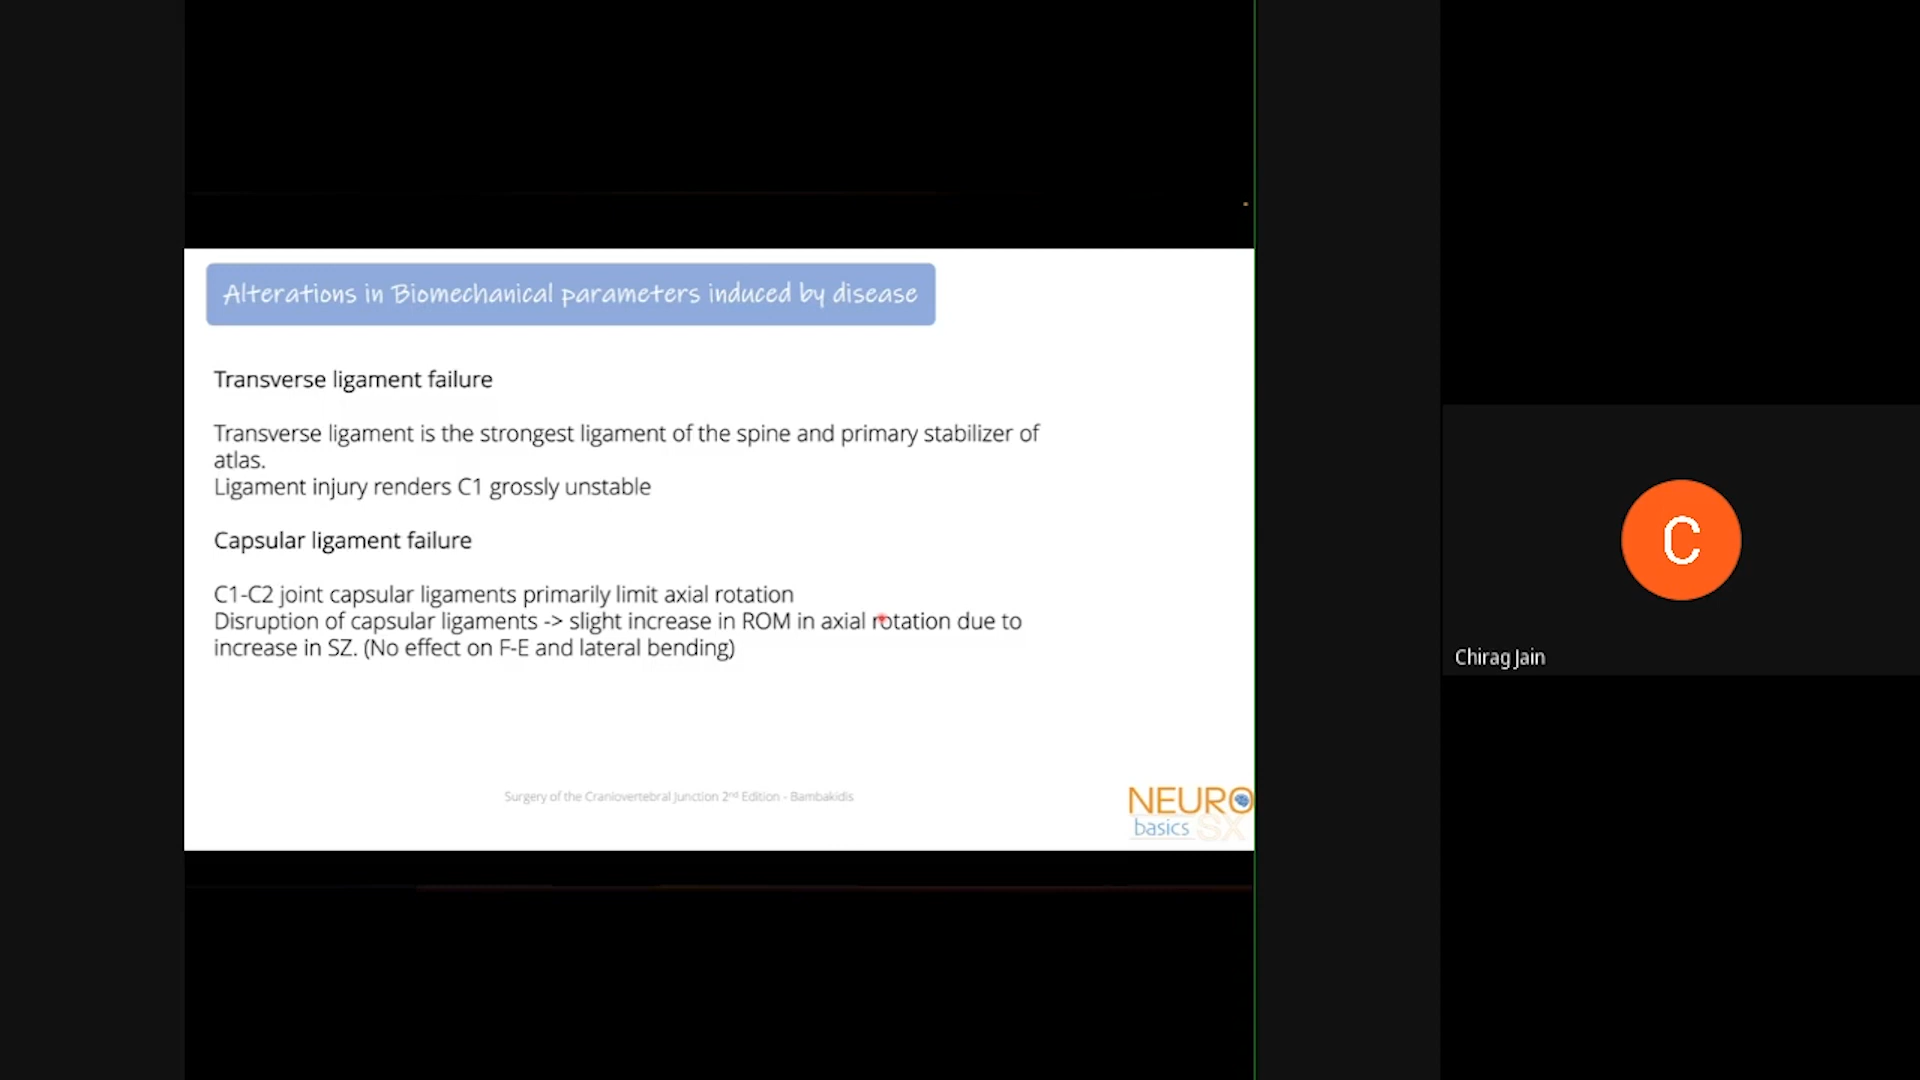 Alterations in Biomechanical parameters induced by disease
Transverse ligament failure
Transverse ligament is the strongest ligament of the spine and primary stabilizer of
atlas.
Ligament injury renders C1 grossly unstable
Capsular ligament failure
C1-C2 joint capsular ligaments primarily limit axial rotation
Disruption of capsular ligaments -> slight increase in ROM in axial rotation due to
increase in SZ. (No effect on F-E and lateral bending)
Surgery of the Craniovertebral Junction 2nd Edition - Bambakidis
NEURO
basics SX
C
Chirag Jain